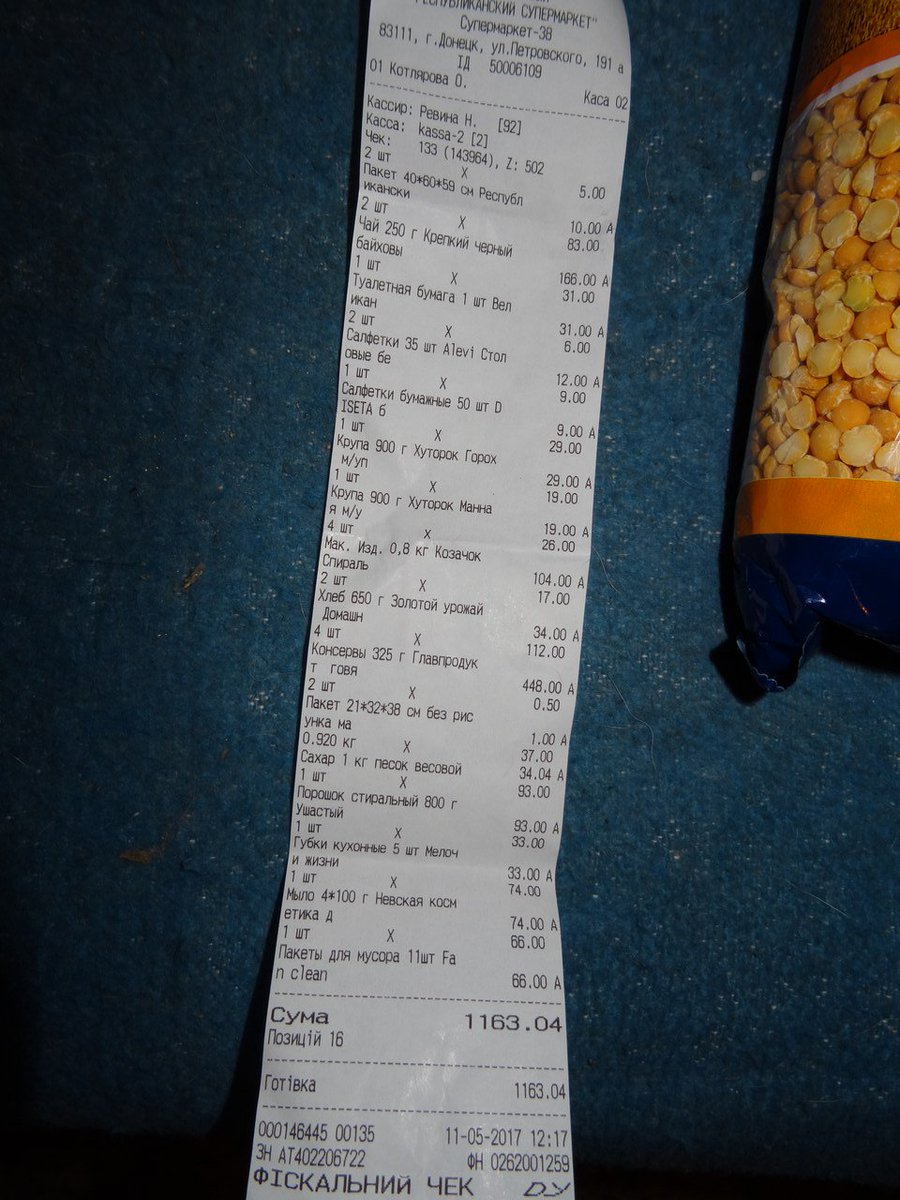 РЕСПУБЛИКАНСКИЙ СУПЕРМАРКЕТ"
Супермаркет-38
83111, г.Донецк, ул.Петровского, 191 а
ІД 50006109
01 Котлярова О. Каса 02
Кассир: Ревина Н. [92]
Касса: kassa-2 [2]
Чек: 133 (143964), Z: 502
2 шт X 5.00
Пакет 40*60*59 см Республ
икански 10.00 А
2 шт X 83.00
Чай 250 г Крепкий черный
байховы 166.00 А
1 шт X 31.00
Туалетная бумага 1 шт Вел
икан 31.00 А
2 шт X 6.00
Салфетки 35 шт Alevi Стол
овые бе 12.00 А
1 шт X 9.00
Салфетки бумажные 50 шт D
ISETA б 9.00 А
1 шт X 29.00
Крупа 900 г Хуторок Горох
м/уп 29.00 А
1 шт X 19.00
Крупа 900 г Хуторок Манна
я м/у 19.00 А
4 шт X 26.00
Мак. Изд. 0,8 кг Козачок
Спираль 104.00 А
2 шт X 17.00
Хлеб 650 г Золотой урожай
Домашн 34.00 А
4 шт X 112.00
Консервы 325 г Главпродук
т говя 448.00 А
2 шт X 0.50
Пакет 21*32*38 см без рис
унка ма 1.00 А
0.920 кг X 37.00
Сахар 1 кг песок весовой 34.04 А
1 шт X 93.00
Порошок стиральный 800 г
Ушастый 93.00 А
1 шт X 33.00
Губки кухонные 5 шт Мелоч
и жизни 33.00 А
1 шт X 74.00
Мыло 4*100 г Невская косм
етика д 74.00 А
1 шт X 66.00
Пакеты для мусора 11шт Fa
n clean 66.00 А
Сума 1163.04
Позицій 16
Готівка 1163.04
000146445 00135 11-05-2017 12:17
ЗН АТ402206722 ФН 0262001259
ФІСКАЛЬНИЙ ЧЕК